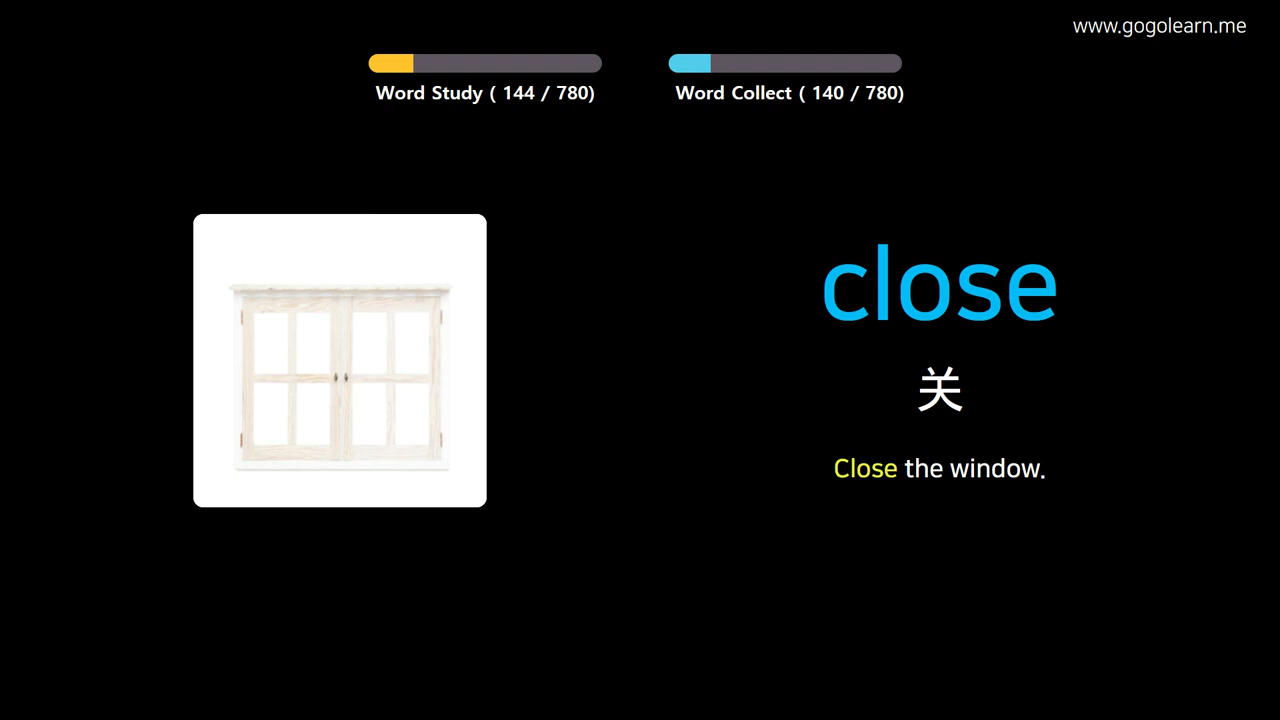 www.gogolearn.me
Word Study ( 144 / 780)
Word Collect ( 140 / 780)
close
关
Close the window.